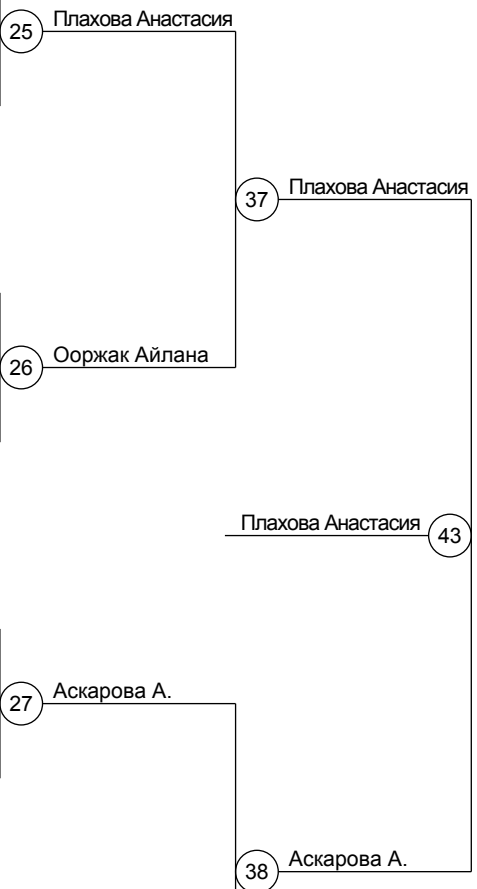 25 Плахова Анастасия
37 Плахова Анастасия
26 Ооржак Айлана
Плахова Анастасия 43
27 Аскарова А.
38 Аскарова А.